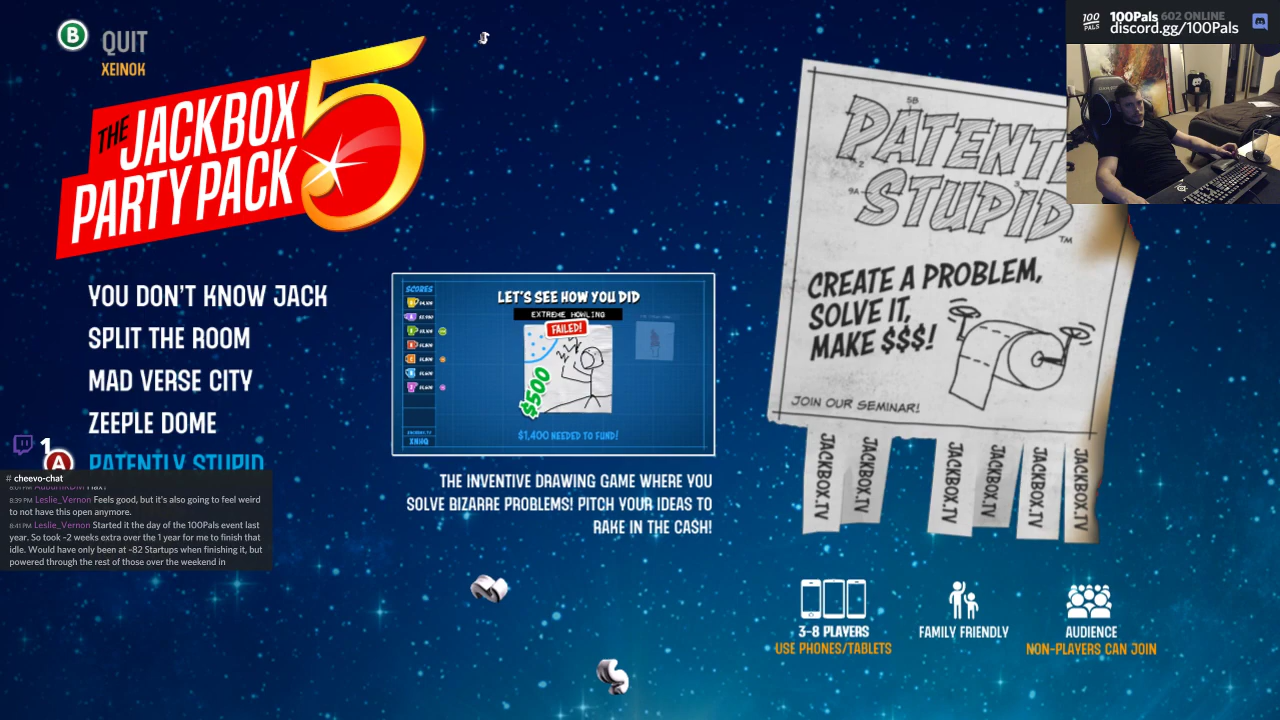 B QUIT
XEINOK
THE JACKBOX
PARTY PACK 5
YOU DON'T KNOW JACK
SPLIT THE ROOM
MAD VERSE CITY
ZEEPLE DOME
PATENTLY STUPID
1
A
# cheevo-chat
8:39 PM Leslie_Vernon Feels good, but it's also going to feel weird
to not have this open anymore.
8:41 PM Leslie_Vernon Started it the day of the 100Pals event last
year. So took ~2 weeks extra over the 1 year for me to finish that
idle. Would have only been at ~82 Startups when finishing it, but
powered through the rest of those over the weekend in
SCORES
LET'S SEE HOW YOU DID
EXTREME HOWLING
FAILED!
$500
$1,400 NEEDED TO FUND!
THE INVENTIVE DRAWING GAME WHERE YOU
SOLVE BIZARRE PROBLEMS! PITCH YOUR IDEAS TO
RAKE IN THE CA$H!
100 PALS
100Pals 602 ONLINE
discord.gg/100Pals
5B
PATENT
STUPID
TM
CREATE A PROBLEM,
SOLVE IT,
MAKE $$$!
JOIN OUR SEMINAR!
JACKBOX.TV
JACKBOX.TV
JACKBOX.TV
JACKBOX.TV
JACKBOX.TV
JACKBOX.TV
3-8 PLAYERS
USE PHONES/TABLETS
FAMILY FRIENDLY
AUDIENCE
NON-PLAYERS CAN JOIN